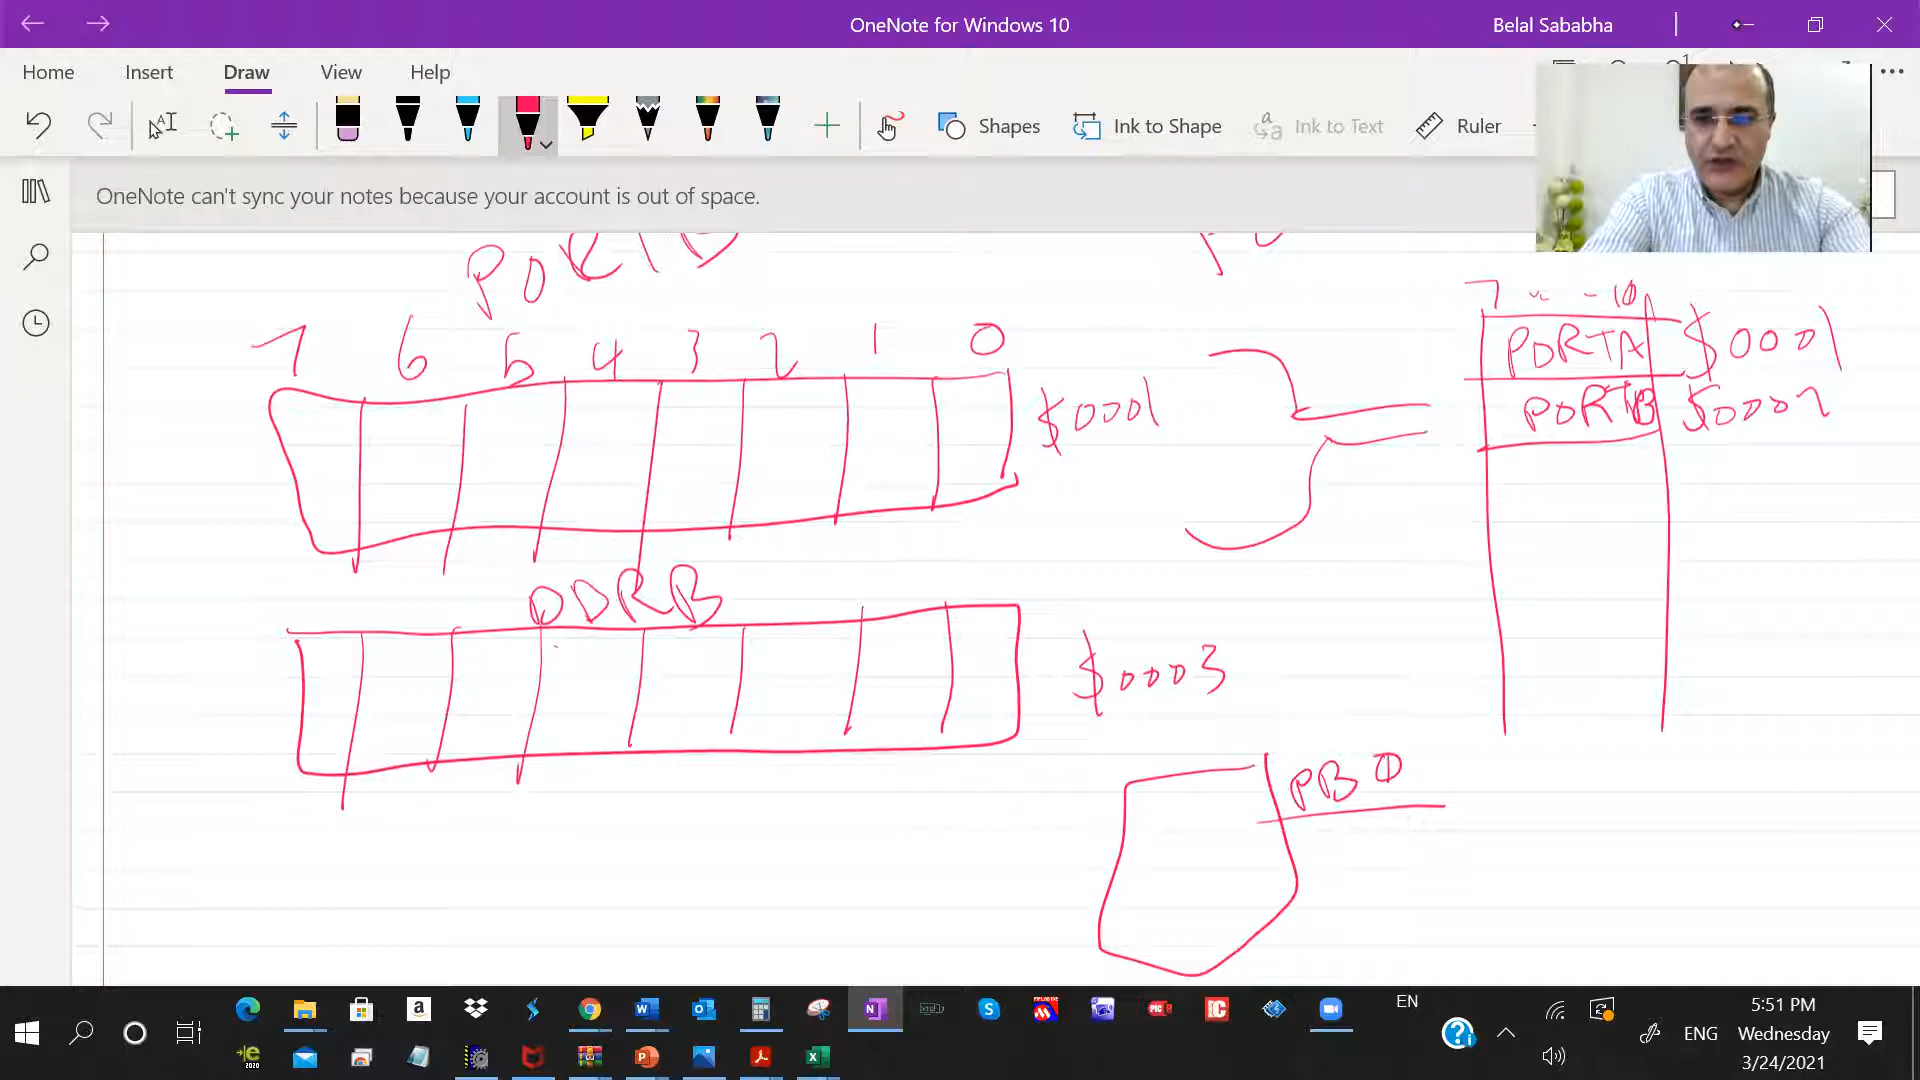 OneNote for Windows 10
Belal Sababha
Home Insert Draw View Help
Shapes Ink to Shape Ink to Text Ruler
OneNote can't sync your notes because your account is out of space.
PORTB
7 6 5 4 3 2 1 0
$0001
7 -10
PORTA $0001
PORTB $0002
DDRB
$0003
PB0
EN
5:51 PM
ENG Wednesday
3/24/2021